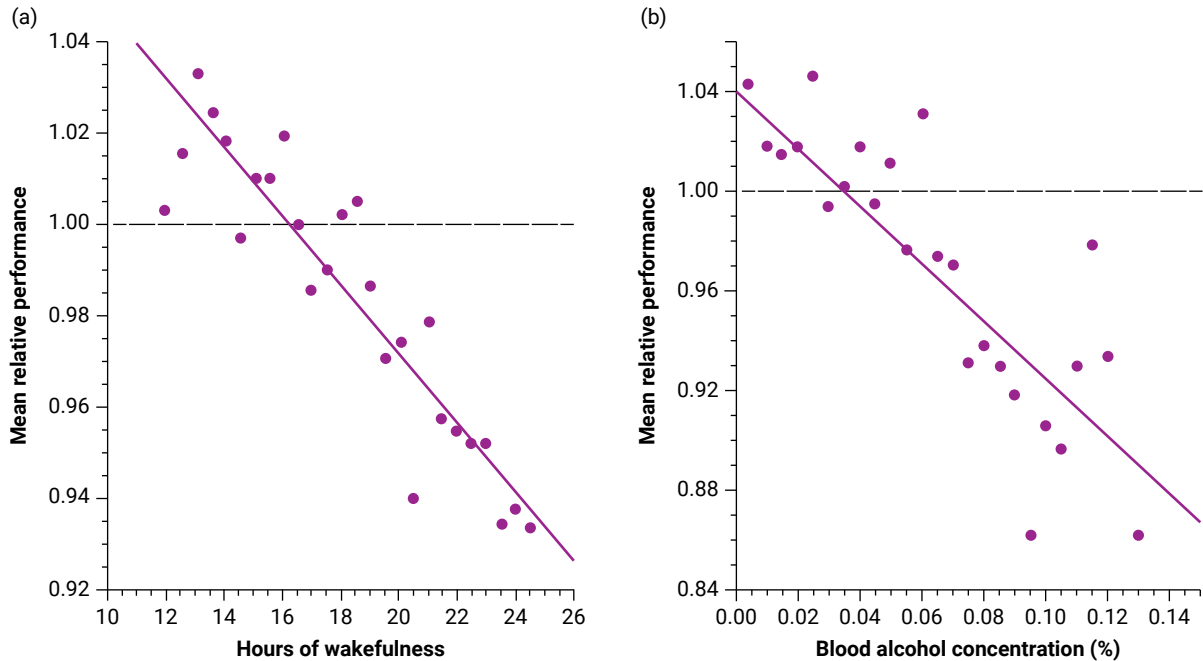 (a)
Mean relative performance
1.04
1.02
1.00
0.98
0.96
0.94
0.92
10 12 14 16 18 20 22 24 26
Hours of wakefulness
(b)
Mean relative performance
1.04
1.00
0.96
0.92
0.88
0.84
0.00 0.02 0.04 0.06 0.08 0.10 0.12 0.14
Blood alcohol concentration (%)